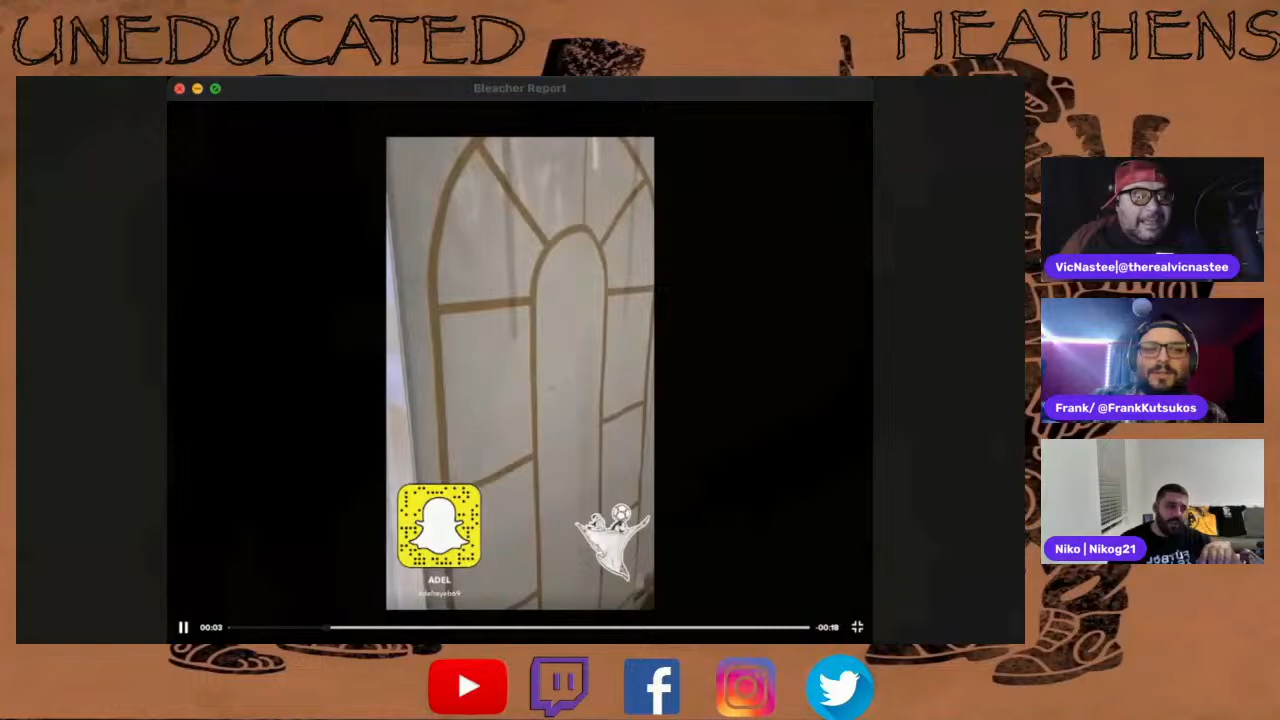 UNEDUCATED HEATHENS
Bleacher Report
VicNastee|@therealvicnastee
Frank/ @FrankKutsukos
Niko | Nikog21
ADEL
00:03
-00:18